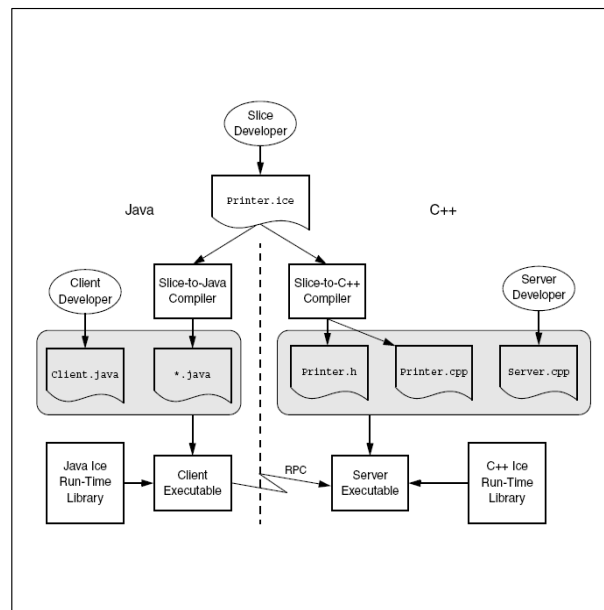 Slice
Developer
Printer.ice
Java
C++
Client
Developer
Slice-to-Java
Compiler
Slice-to-C++
Compiler
Server
Developer
Client.java
*.java
Printer.h
Printer.cpp
Server.cpp
Java Ice
Run-Time
Library
Client
Executable
RPC
Server
Executable
C++ Ice
Run-Time
Library